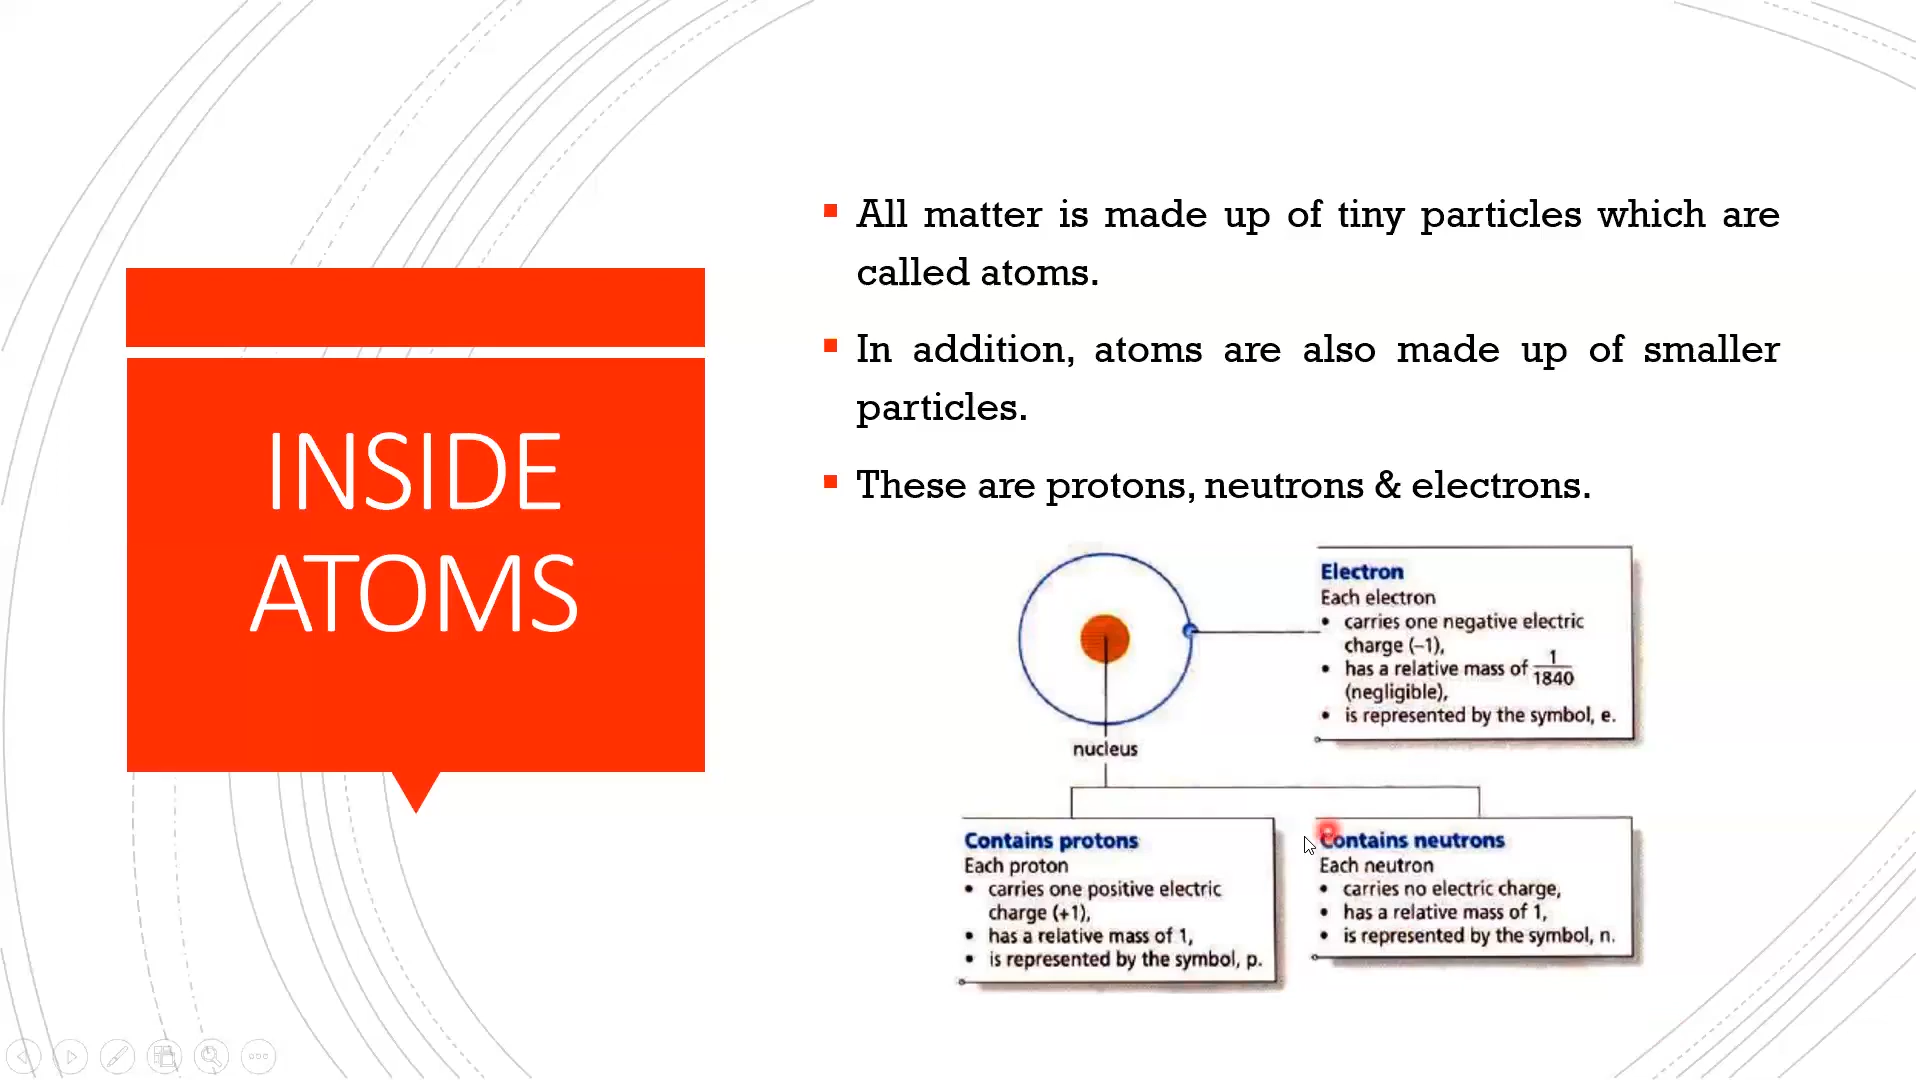 INSIDE
ATOMS
All matter is made up of tiny particles which are
called atoms.
In addition, atoms are also made up of smaller
particles.
These are protons, neutrons & electrons.
Electron
Each electron
• carries one negative electric
charge (–1),
• has a relative mass of 1/1840
(negligible),
• is represented by the symbol, e.
nucleus
Contains protons
Each proton
• carries one positive electric
charge (+1),
• has a relative mass of 1,
• is represented by the symbol, p.
Contains neutrons
Each neutron
• carries no electric charge,
• has a relative mass of 1,
• is represented by the symbol, n.